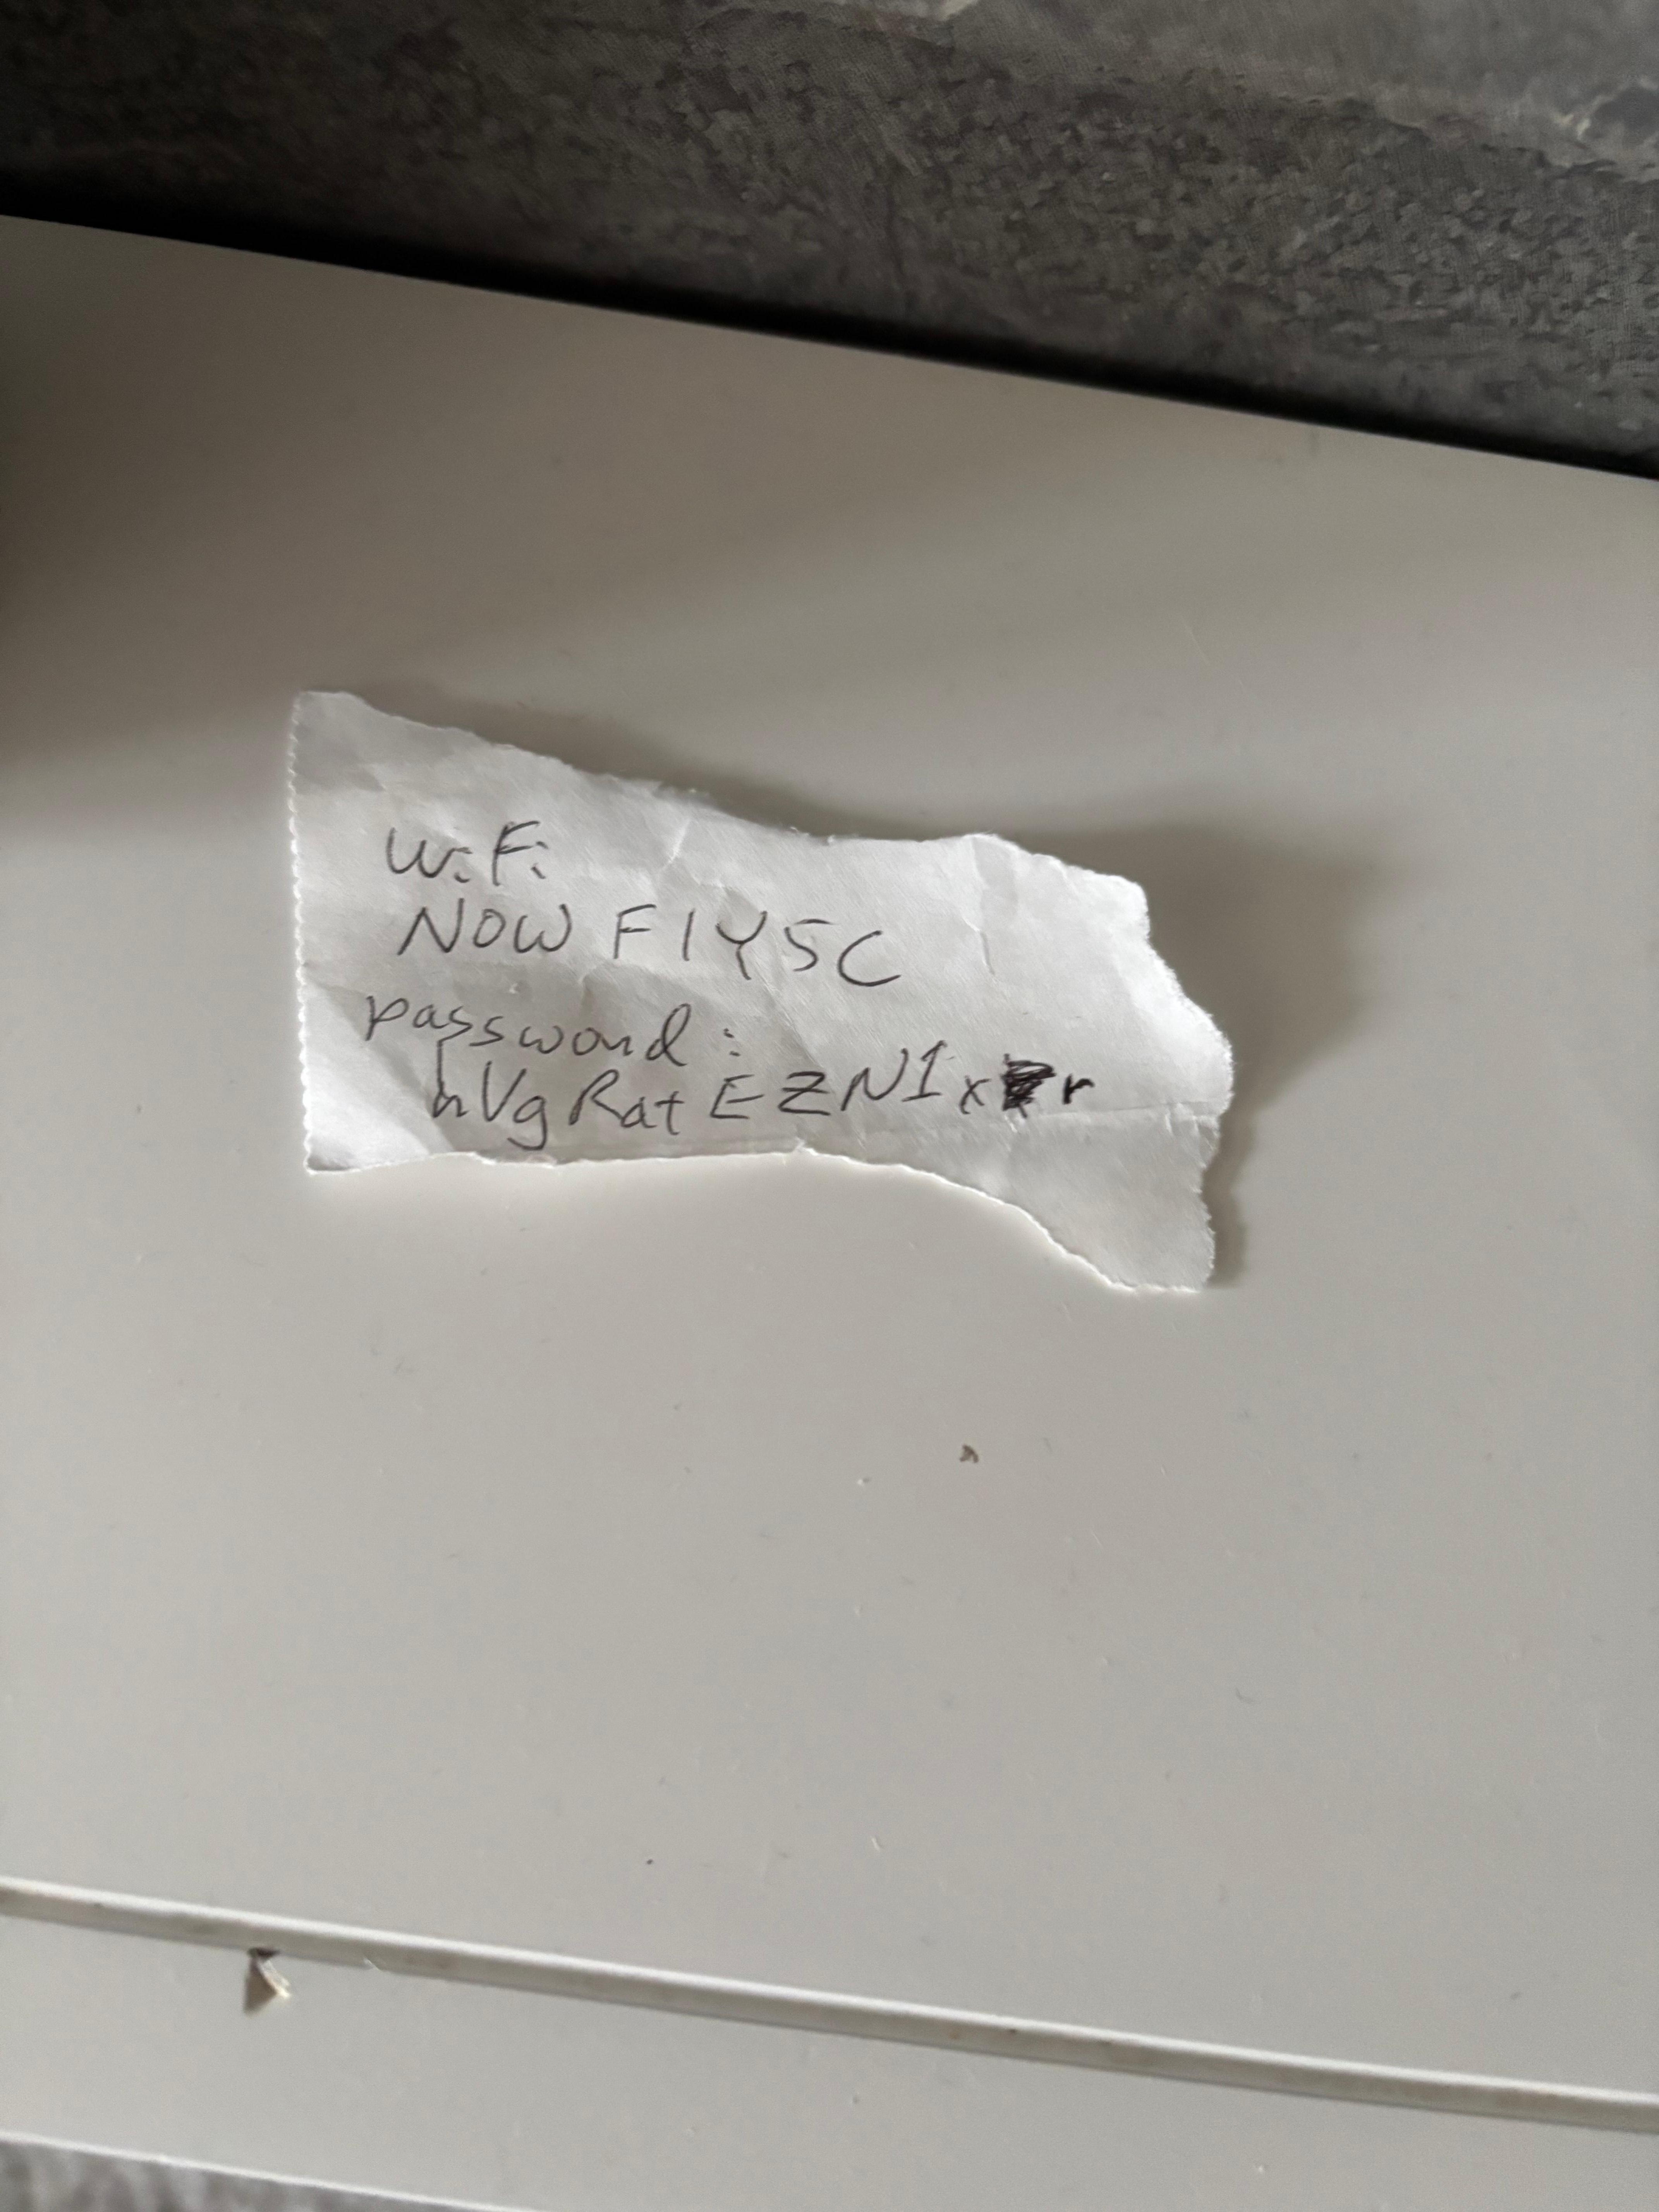 WiFi
NOW F1Y5C
password:
hVgRatEZN1xr